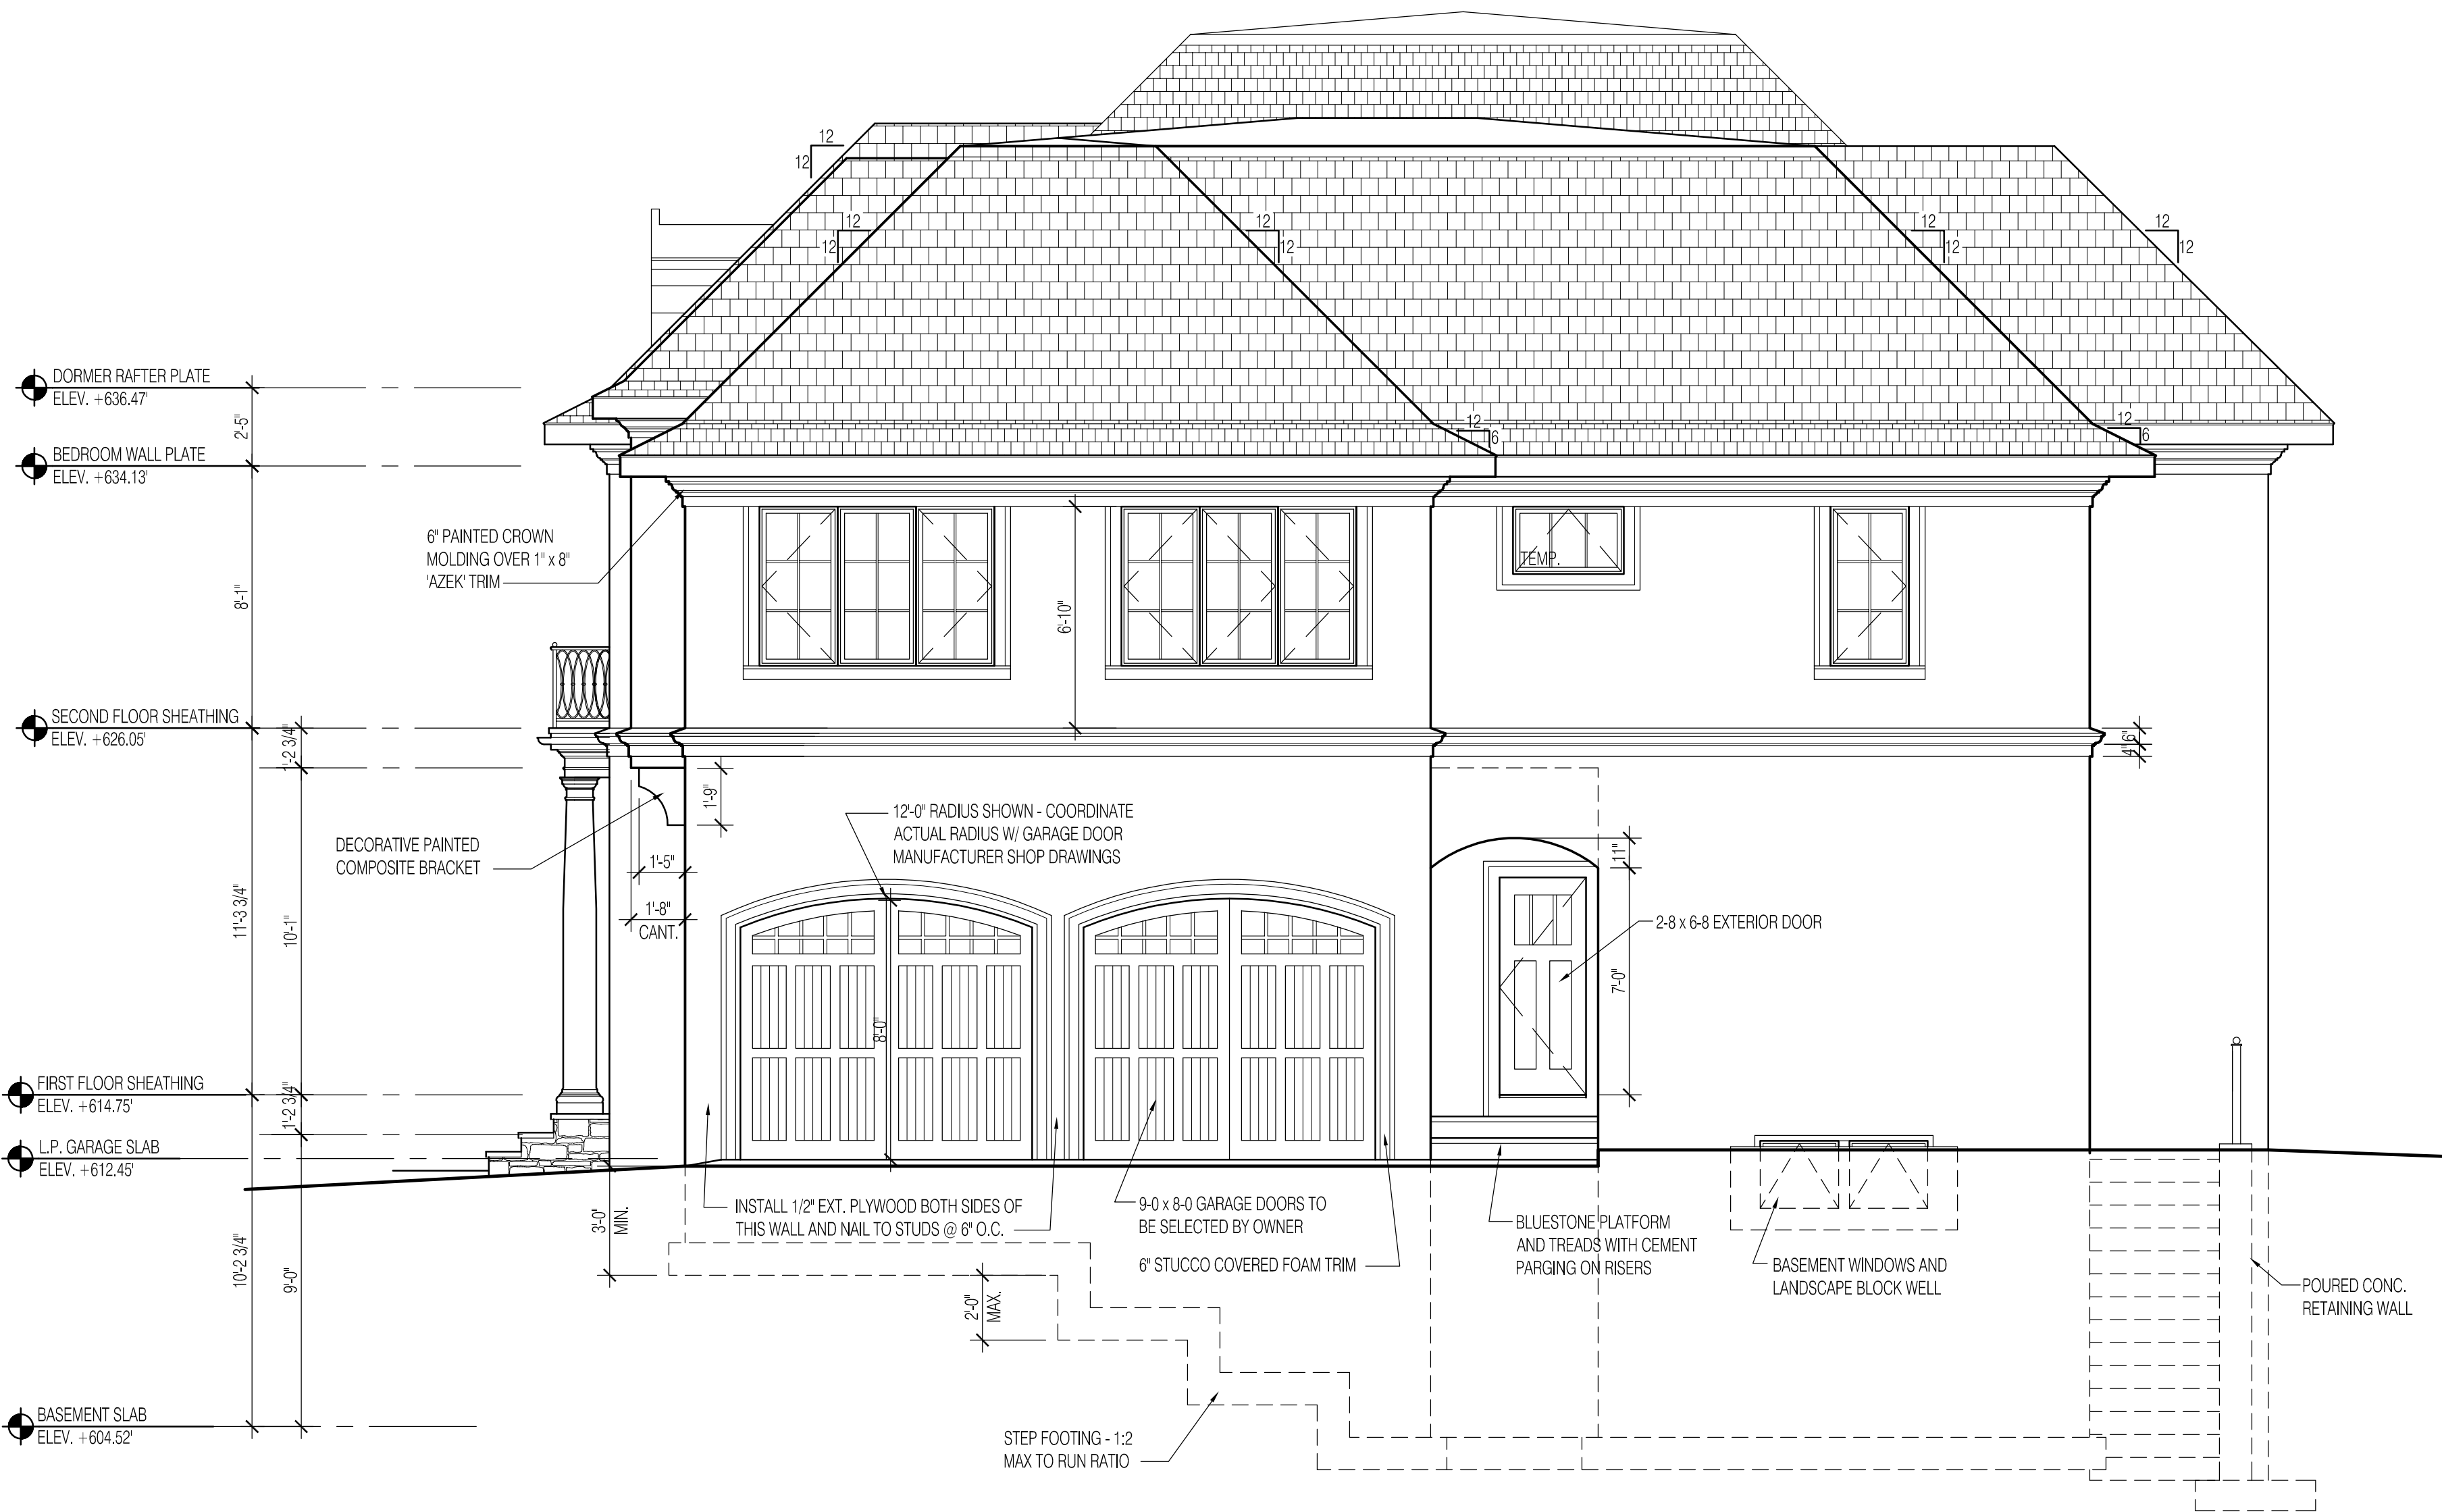 12
12
12
12
12
12
12
12
12
12
DORMER RAFTER PLATE
ELEV. +636.47'
2'-5"
12
6
12
6
BEDROOM WALL PLATE
ELEV. +634.13'
6" PAINTED CROWN
MOLDING OVER 1" x 8"
'AZEK' TRIM
TEMP.
8'-1"
6'-10"
SECOND FLOOR SHEATHING
ELEV. +626.05'
1'-2 3/4"
6"
4"
1'-9"
12'-0" RADIUS SHOWN - COORDINATE
ACTUAL RADIUS W/ GARAGE DOOR
MANUFACTURER SHOP DRAWINGS
DECORATIVE PAINTED
COMPOSITE BRACKET
1'-5"
11"
1'-8"
CANT.
11'-3 3/4"
10'-1"
2-8 x 6-8 EXTERIOR DOOR
7'-0"
8'-0"
FIRST FLOOR SHEATHING
ELEV. +614.75'
1'-2 3/4"
L.P. GARAGE SLAB
ELEV. +612.45'
3'-0"
MIN.
INSTALL 1/2" EXT. PLYWOOD BOTH SIDES OF
THIS WALL AND NAIL TO STUDS @ 6" O.C.
9-0 x 8-0 GARAGE DOORS TO
BE SELECTED BY OWNER
6" STUCCO COVERED FOAM TRIM
BLUESTONE PLATFORM
AND TREADS WITH CEMENT
PARGING ON RISERS
BASEMENT WINDOWS AND
LANDSCAPE BLOCK WELL
POURED CONC.
RETAINING WALL
10'-2 3/4"
9'-0"
2'-0"
MAX.
BASEMENT SLAB
ELEV. +604.52'
STEP FOOTING - 1:2
MAX TO RUN RATIO